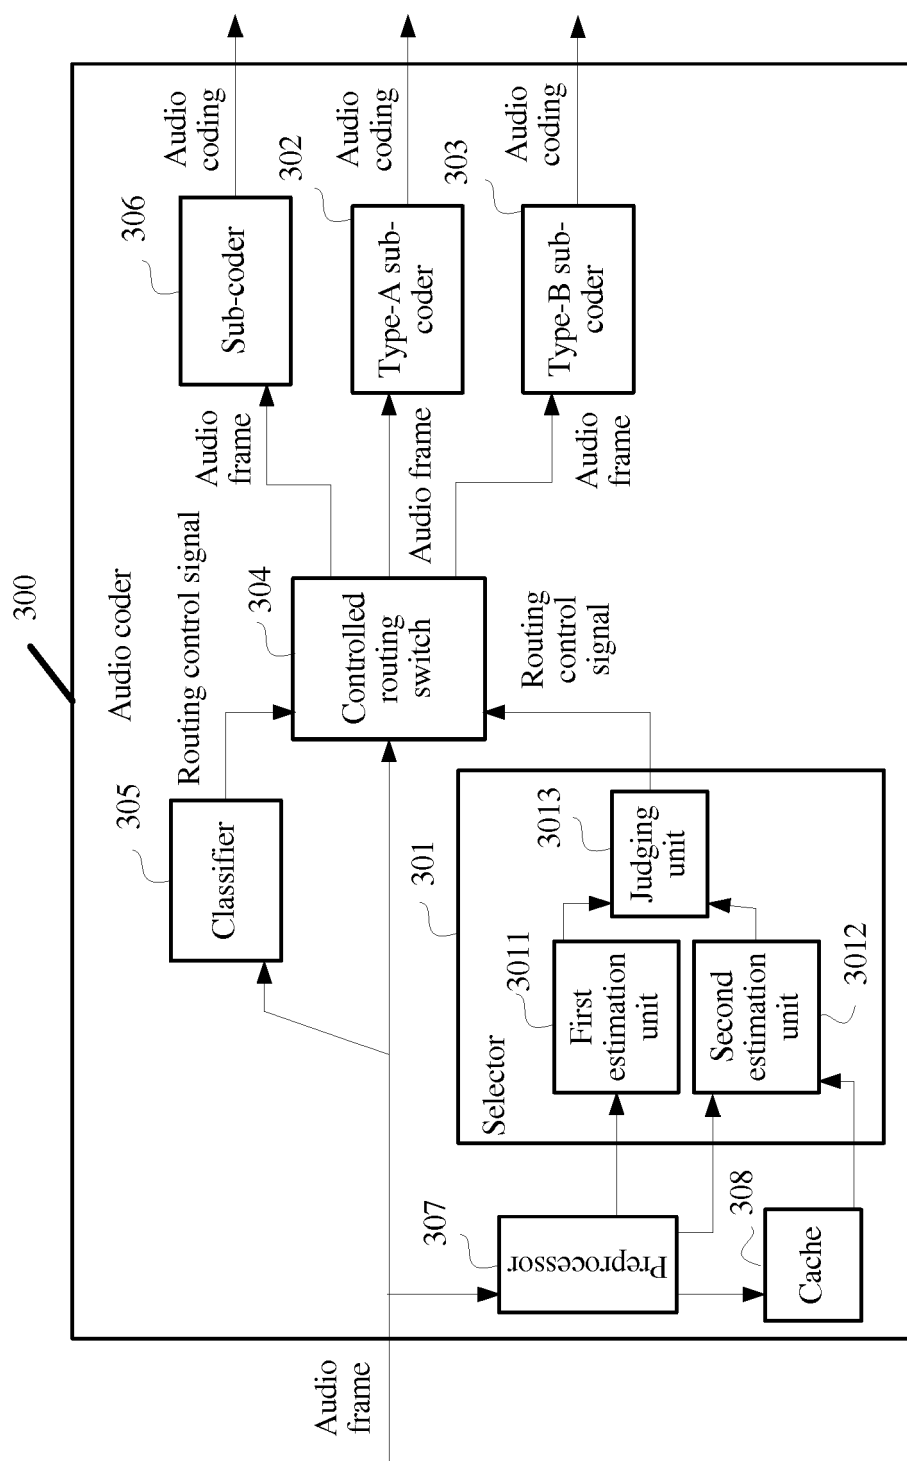 300
Audio coder
Audio
frame
305
Classifier
Routing control signal
304
Controlled
routing
switch
Audio
frame
306
Sub-coder
Audio
coding
Audio frame
302
Type-A sub-
coder
Audio
coding
Audio
frame
303
Type-B sub-
coder
Audio
coding
Routing
control
signal
307
Preprocessor
308
Cache
301
Selector
3011
First
estimation
unit
Second
estimation
unit
3012
3013
Judging
unit